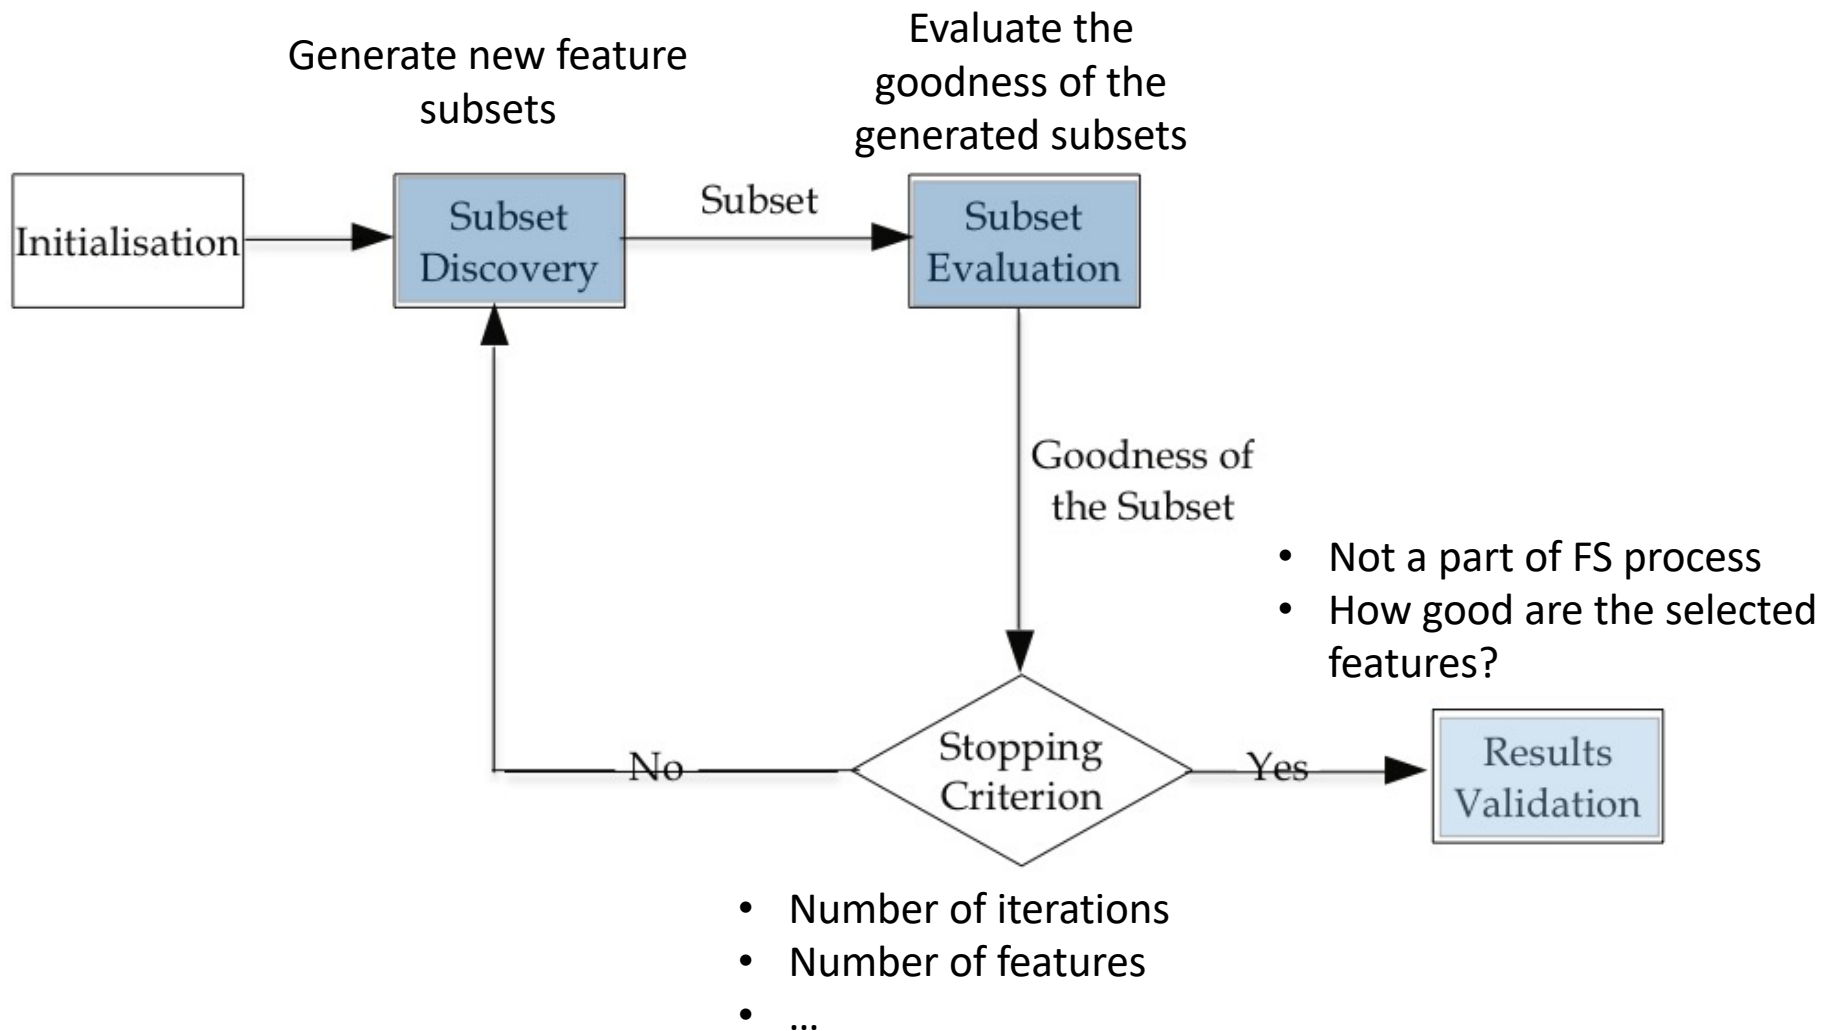 Generate new feature
subsets
Evaluate the
goodness of the
generated subsets
Initialisation
Subset
Discovery
Subset
Subset
Evaluation
Goodness of
the Subset
• Not a part of FS process
• How good are the selected
features?
No
Stopping
Criterion
Yes
Results
Validation
• Number of iterations
• Number of features
• ...